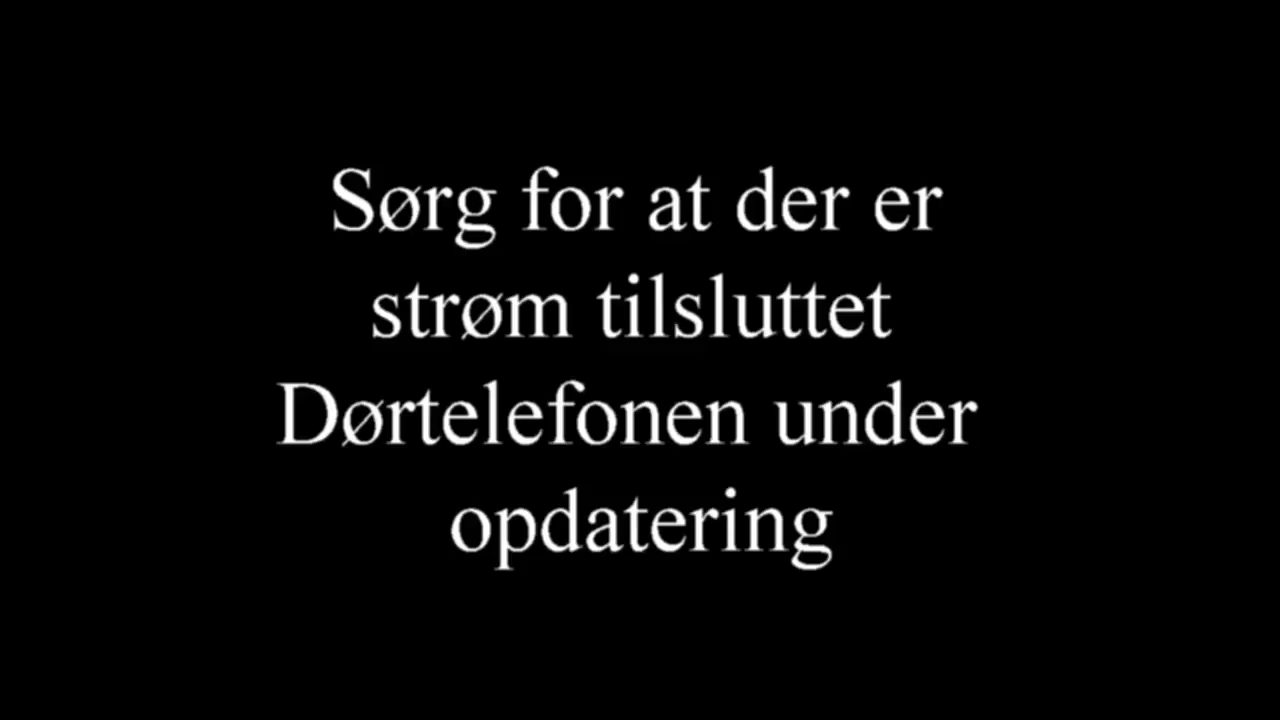 Sørg for at der er
strøm tilsluttet
Dørtelefonen under
opdatering